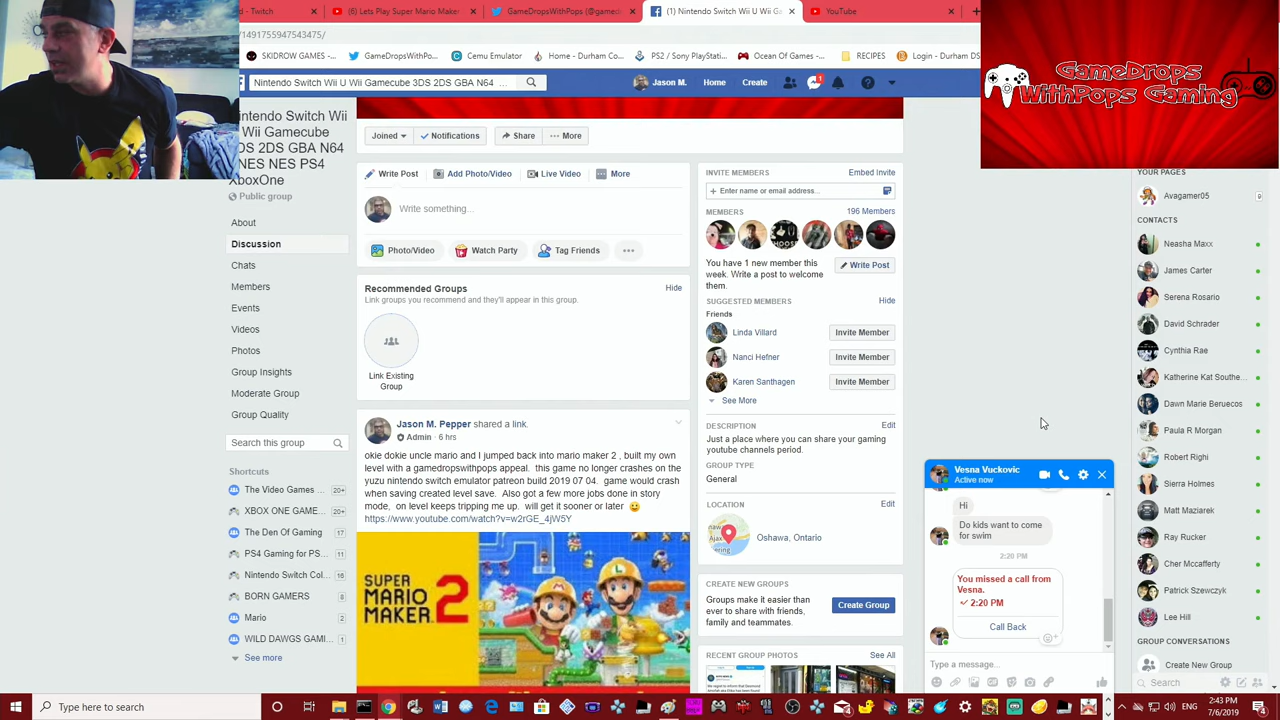 d - Twitch
(6) Lets Play Super Mario Maker
GameDropsWithPops (@gamed
(1) Nintendo Switch Wii U Wii G
YouTube
/1491755947543475/
SKIDROW GAMES -...
GameDropsWithPo...
Cemu Emulator
Home - Durham Co...
PS2 / Sony PlayStati...
Ocean Of Games -...
RECIPES
Login - Durham DS
GameDrops
WithPops Gaming
Nintendo Switch Wii U Wii Gamecube 3DS 2DS GBA N64 ...
Jason M.
Home
Create
1
intendo Switch Wii U
Wii Gamecube
DS 2DS GBA N64
NES NES PS4
XboxOne
Public group
About
Discussion
Chats
Members
Events
Videos
Photos
Group Insights
Moderate Group
Group Quality
Search this group
Shortcuts
The Video Games ... 20+
XBOX ONE GAME... 20+
The Den Of Gaming 17
PS4 Gaming for PS... 11
Nintendo Switch Col... 16
BORN GAMERS 8
Mario 2
WILD DAWGS GAMI... 1
See more
Joined
Notifications
Share
More
Write Post
Add Photo/Video
Live Video
More
Write something...
Photo/Video
Watch Party
Tag Friends
Recommended Groups
Hide
Link groups you recommend and they'll appear in this group.
Link Existing
Group
Jason M. Pepper shared a link.
Admin · 6 hrs
okie dokie uncle mario and I jumped back into mario maker 2 , built my own
level with a gamedropswithpops appeal. this game no longer crashes on the
yuzu nintendo switch emulator patreon build 2019 07 04. game would crash
when saving created level save. Also got a few more jobs done in story
mode, on level keeps tripping me up. will get it sooner or later
https://www.youtube.com/watch?v=w2rGE_4jW5Y
SUPER
MARIO
MAKER
2
INVITE MEMBERS
Embed Invite
+ Enter name or email address...
MEMBERS
196 Members
You have 1 new member this
week. Write a post to welcome
them.
Write Post
SUGGESTED MEMBERS
Hide
Friends
Linda Villard
Invite Member
Nanci Hefner
Invite Member
Karen Santhagen
Invite Member
See More
DESCRIPTION
Edit
Just a place where you can share your gaming
youtube channels period.
GROUP TYPE
General
LOCATION
Edit
Oshawa, Ontario
CREATE NEW GROUPS
Groups make it easier than
ever to share with friends,
family and teammates.
Create Group
RECENT GROUP PHOTOS
See All
YOUR PAGES
Avagamer05
9
CONTACTS
Neasha Maxx
James Carter
Serena Rosario
David Schrader
Cynthia Rae
Katherine Kat Southe...
Dawn Marie Beruecos
Paula R Morgan
Robert Righi
Sierra Holmes
Matt Maziarek
Ray Rucker
Cher Mccafferty
Patrick Szewczyk
Lee Hill
GROUP CONVERSATIONS
Create New Group
Search
Vesna Vuckovic
Active now
Hi
Do kids want to come
for swim
2:20 PM
You missed a call from
Vesna.
2:20 PM
Call Back
Type a message...
Type here to search
2:43 PM
7/6/2019